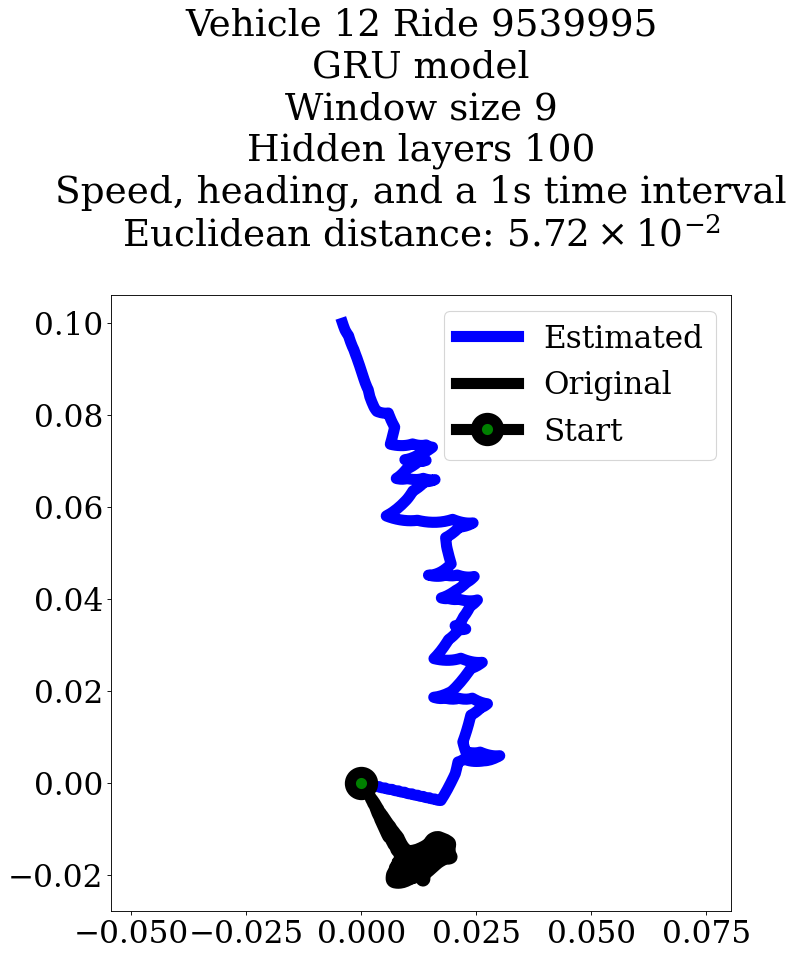 Vehicle 12 Ride 9539995
GRU model
Window size 9
Hidden layers 100
Speed, heading, and a 1s time interval
Euclidean distance: 5.72 × 10⁻²
Estimated
Original
Start
0.10
0.08
0.06
0.04
0.02
0.00
−0.02
−0.050 −0.025 0.000 0.025 0.050 0.075